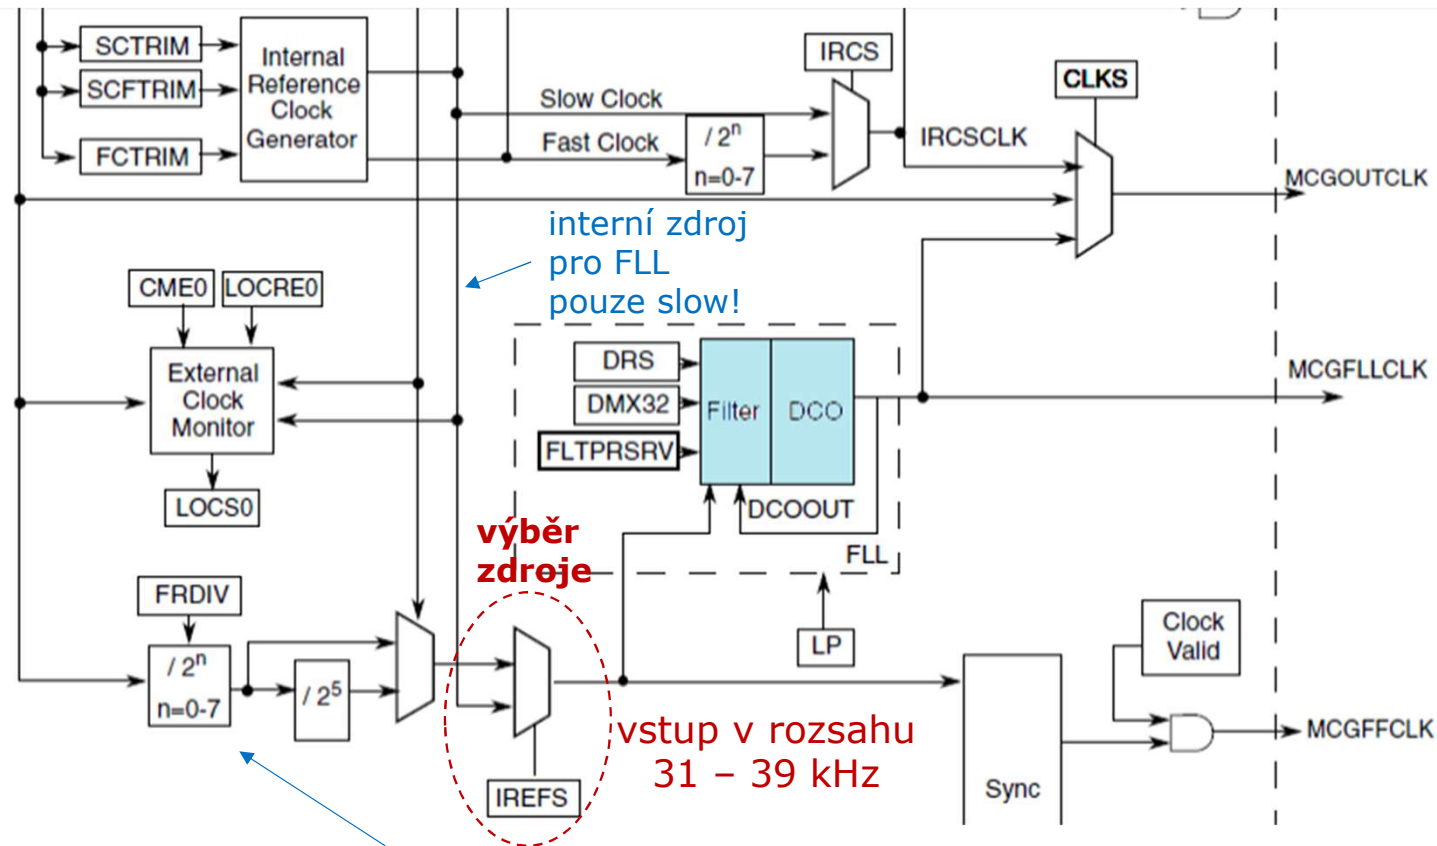 SCTRIM
SCFTRIM
FCTRIM
Internal
Reference
Clock
Generator
Slow Clock
Fast Clock
/ 2ⁿ
n=0-7
IRCS
IRCSCLK
CLKS
MCGOUTCLK
interní zdroj
pro FLL
pouze slow!
CME0
LOCRE0
External
Clock
Monitor
LOCS0
DRS
DMX32
FLTPRSRV
Filter
DCO
DCOOUT
FLL
MCGFLLCLK
LP
výběr
zdroje
FRDIV
/ 2ⁿ
n=0-7
/ 2⁵
IREFS
vstup v rozsahu
31 – 39 kHz
Sync
Clock
Valid
MCGFFCLK